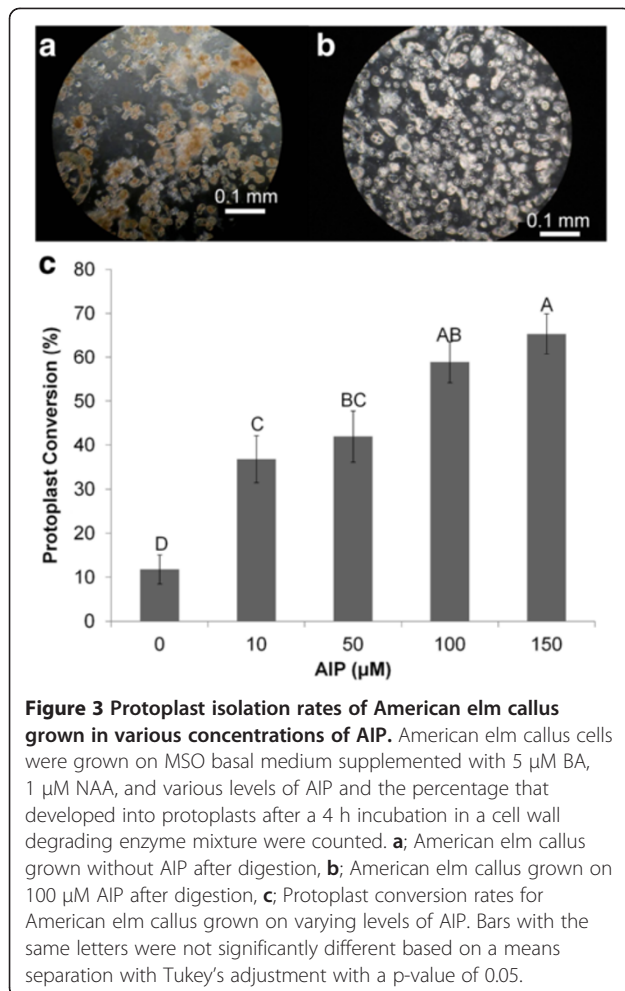 a
b
0.1 mm
0.1 mm
c
80
70
60
50
40
30
20
10
0
Protoplast Conversion (%)
D
C
BC
AB
A
0 10 50 100 150
AIP (µM)
Figure 3 Protoplast isolation rates of American elm callus
grown in various concentrations of AIP. American elm callus cells
were grown on MSO basal medium supplemented with 5 µM BA,
1 µM NAA, and various levels of AIP and the percentage that
developed into protoplasts after a 4 h incubation in a cell wall
degrading enzyme mixture were counted. a; American elm callus
grown without AIP after digestion, b; American elm callus grown on
100 µM AIP after digestion, c; Protoplast conversion rates for
American elm callus grown on varying levels of AIP. Bars with the
same letters were not significantly different based on a means
separation with Tukey's adjustment with a p-value of 0.05.